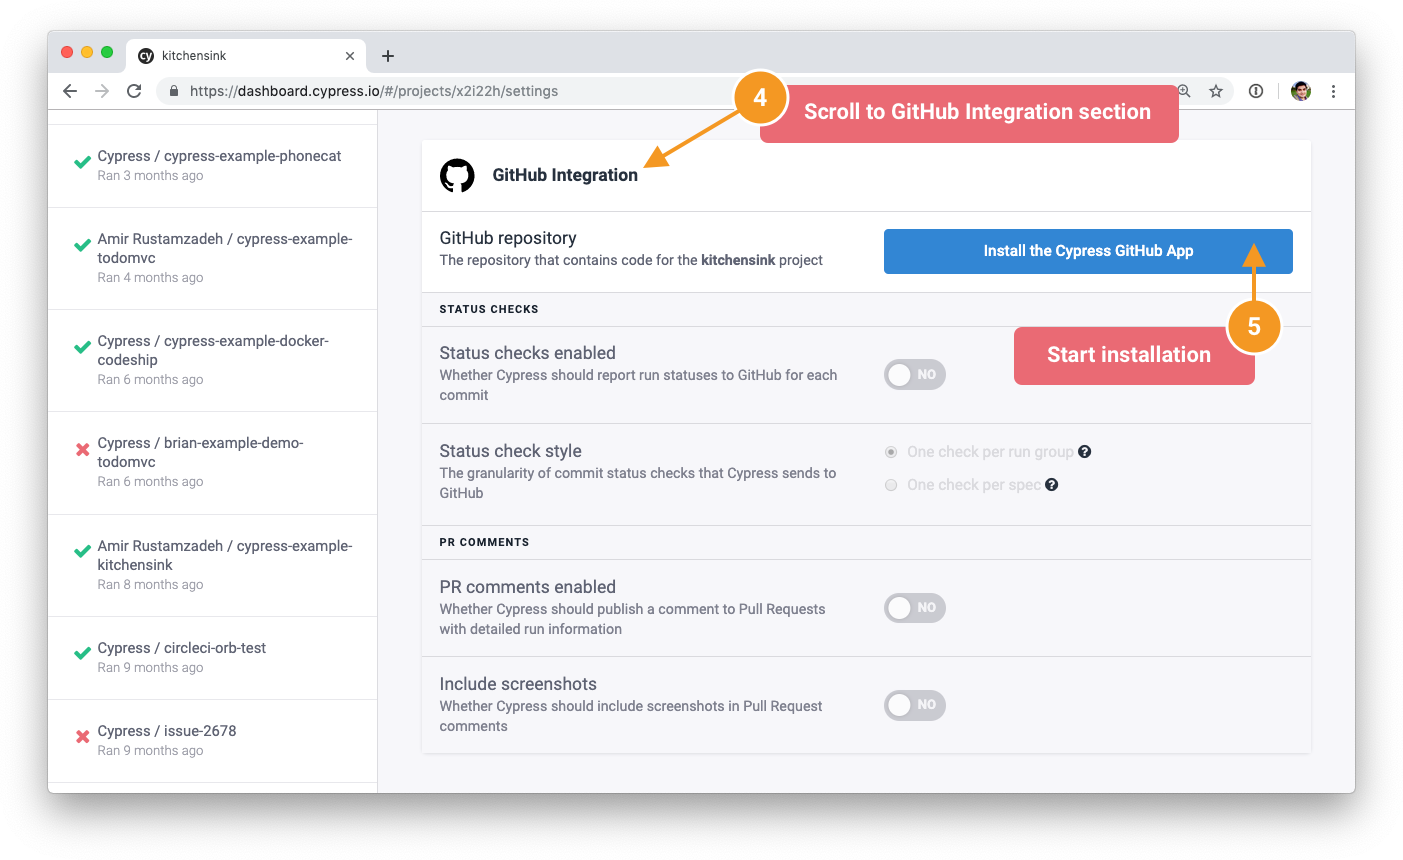 cy kitchensink
https://dashboard.cypress.io/#/projects/x2i22h/settings
4
Scroll to GitHub Integration section
Cypress / cypress-example-phonecat
Ran 3 months ago
Amir Rustamzadeh / cypress-example-
todomvc
Ran 4 months ago
Cypress / cypress-example-docker-
codeship
Ran 6 months ago
Cypress / brian-example-demo-
todomvc
Ran 6 months ago
Amir Rustamzadeh / cypress-example-
kitchensink
Ran 8 months ago
Cypress / circleci-orb-test
Ran 9 months ago
Cypress / issue-2678
Ran 9 months ago
GitHub Integration
GitHub repository
The repository that contains code for the kitchensink project
Install the Cypress GitHub App
5
Start installation
STATUS CHECKS
Status checks enabled
Whether Cypress should report run statuses to GitHub for each
commit
NO
Status check style
The granularity of commit status checks that Cypress sends to
GitHub
One check per run group ?
One check per spec ?
PR COMMENTS
PR comments enabled
Whether Cypress should publish a comment to Pull Requests
with detailed run information
NO
Include screenshots
Whether Cypress should include screenshots in Pull Request
comments
NO